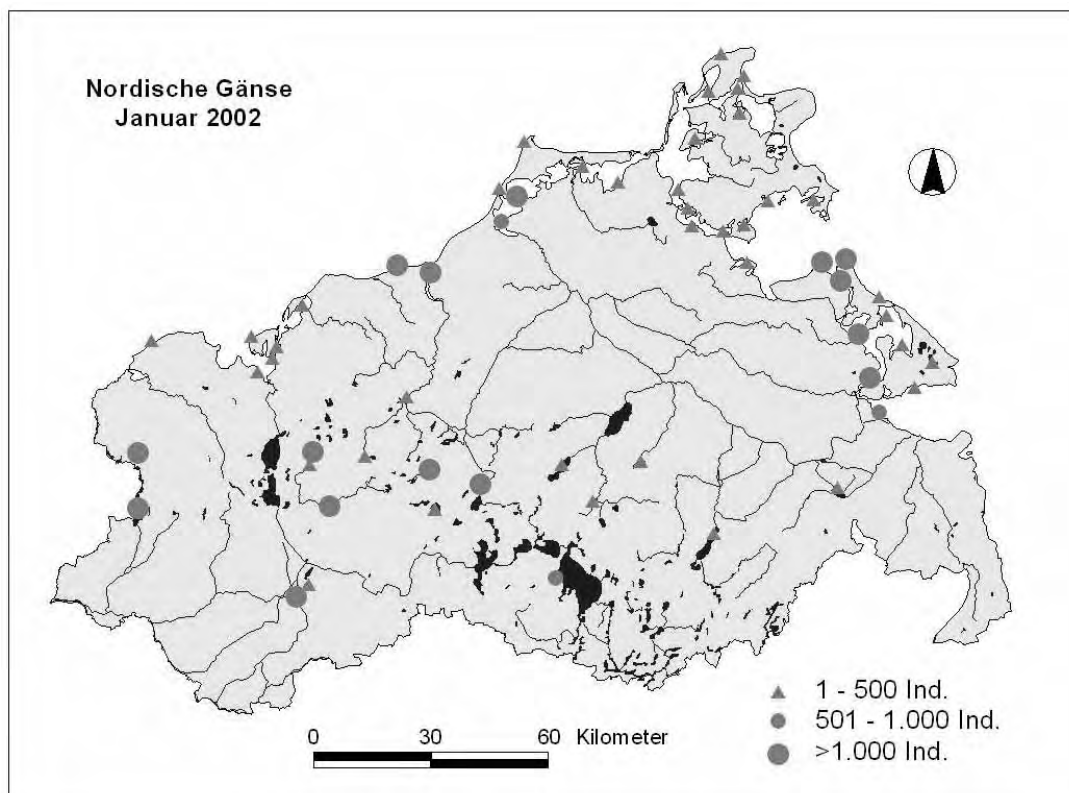 Nordische Gänse
Januar 2002
1 - 500 Ind.
501 - 1.000 Ind.
>1.000 Ind.
0 30 60 Kilometer